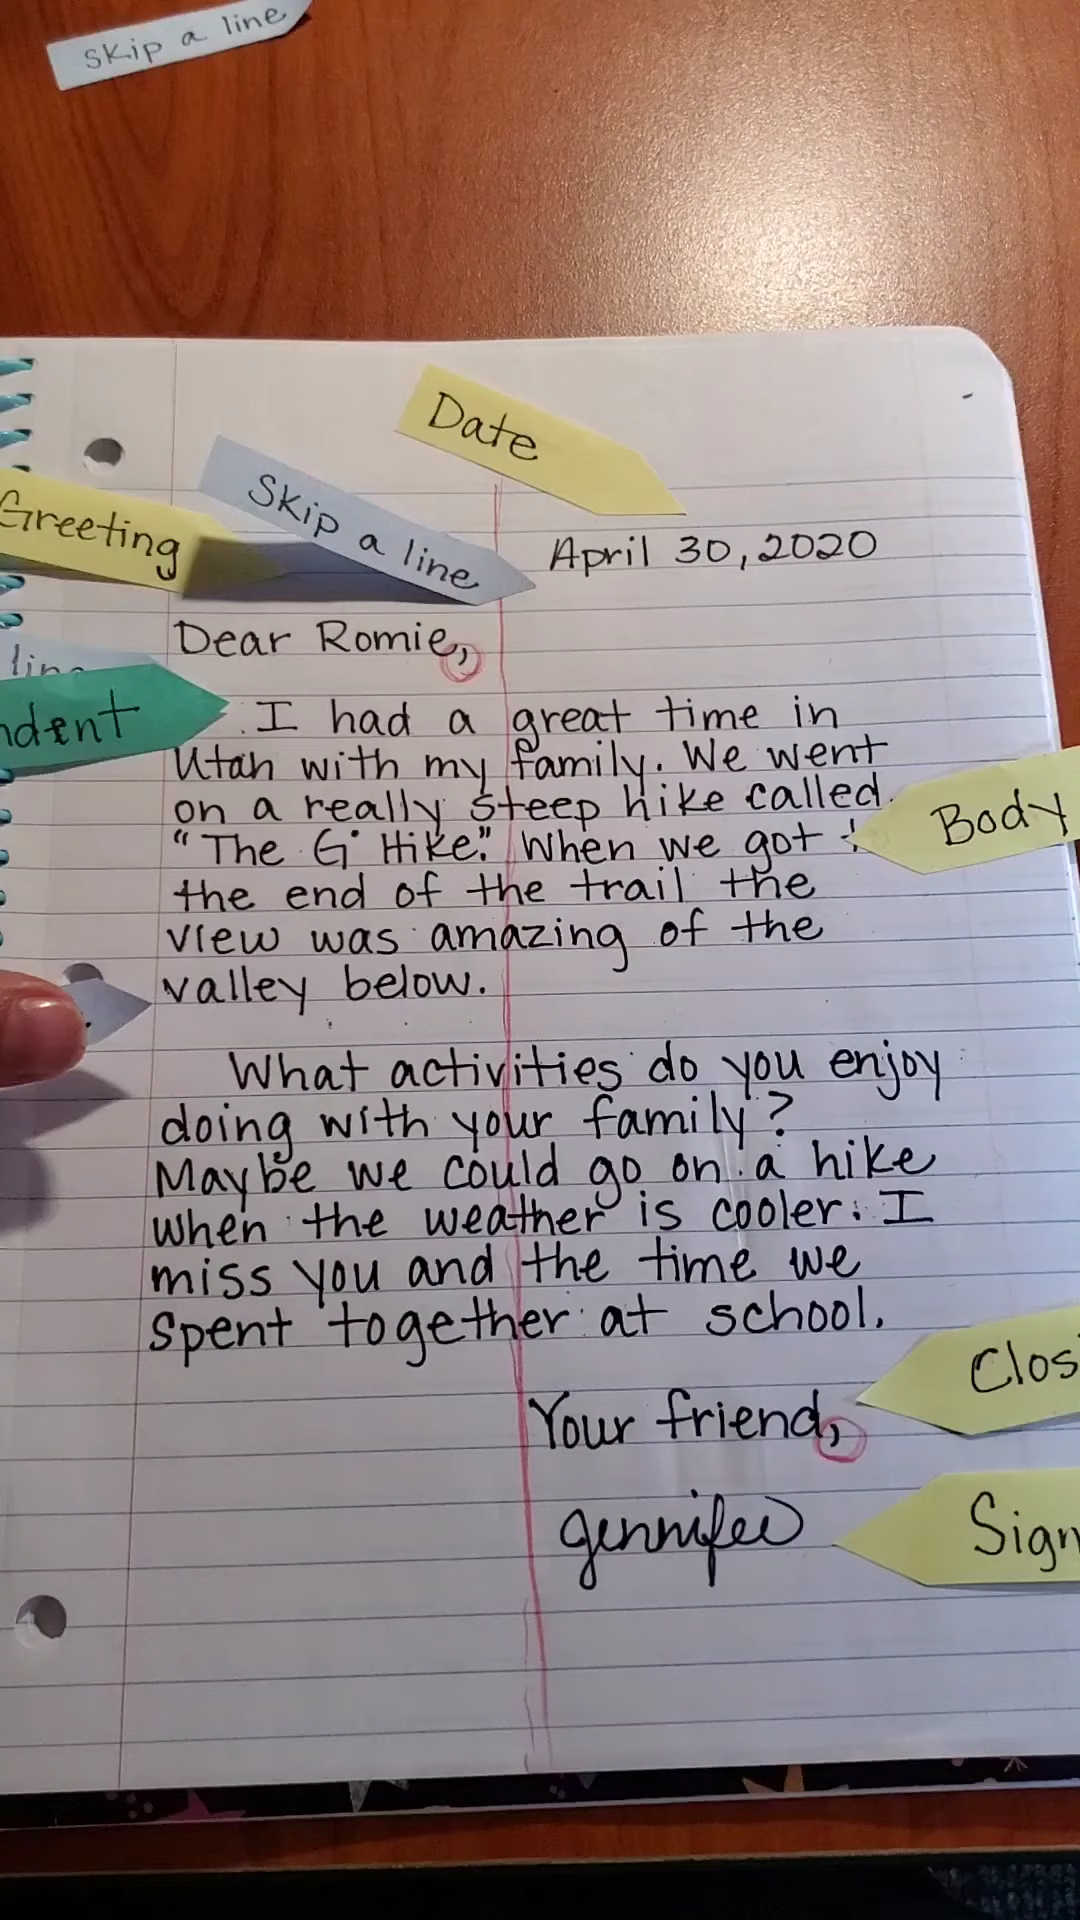 skip a line
Date
Skip a line
Greeting
April 30, 2020
Dear Romie,
I had a great time in
Utah with my family. We went
on a really steep hike called
Body
"The G Hike." When we got
the end of the trail the
view was amazing of the
valley below.
What activities do you enjoy
doing with your family?
Maybe we could go on a hike
when the weather is cooler. I
miss you and the time we
spent together at school.
Clos
Your friend,
Jennifer
Sign